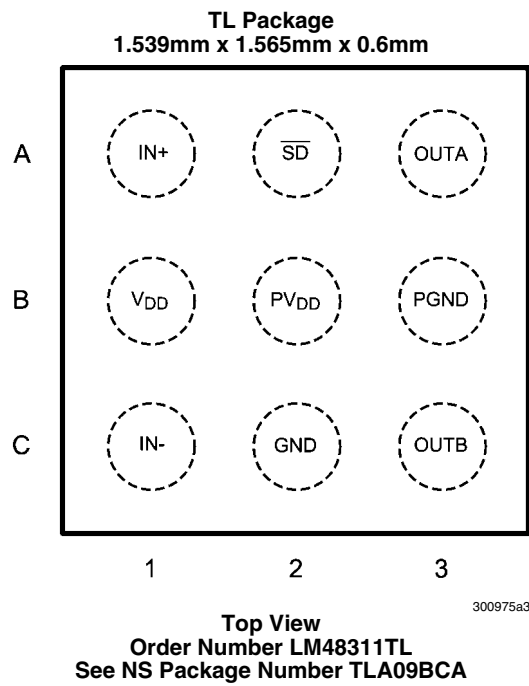 TL Package
1.539mm x 1.565mm x 0.6mm
A IN+ SD OUTA
B VDD PVDD PGND
C IN- GND OUTB
1 2 3
300975a3
Top View
Order Number LM48311TL
See NS Package Number TLA09BCA